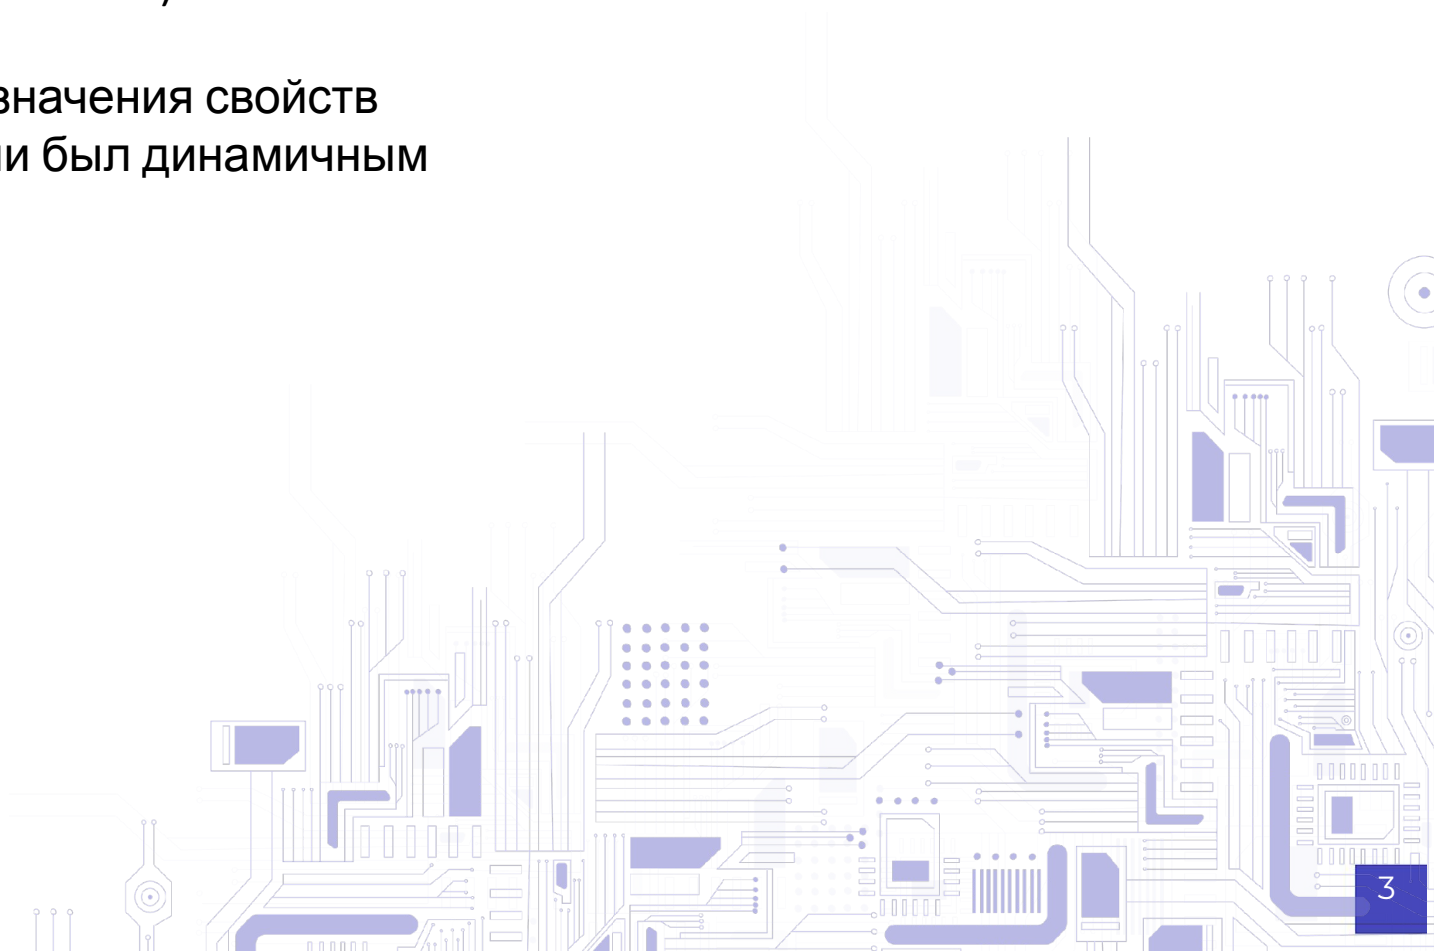 значения свойств
ли был динамичным
3